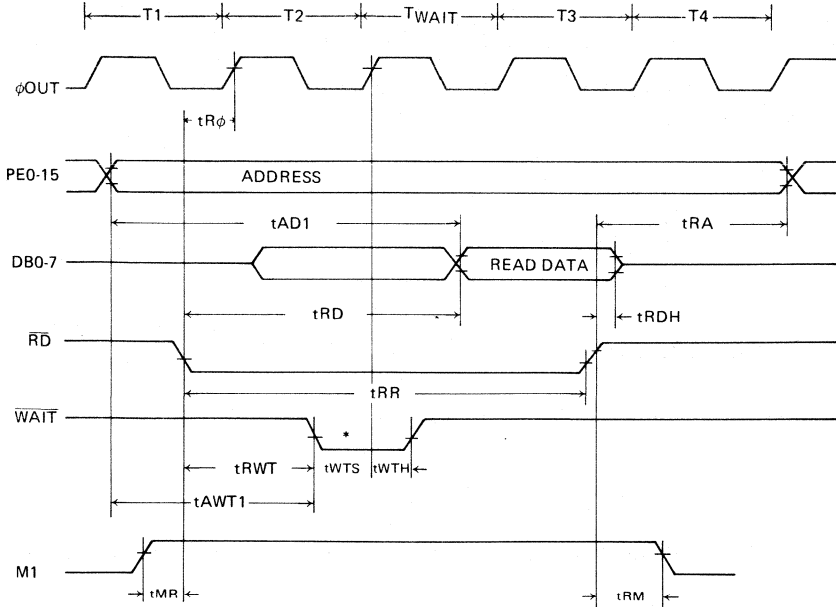 T1 T2 TWAIT T3 T4
φOUT
tRφ
PE0-15 ADDRESS
tAD1 tRA
DB0-7 READ DATA
tRD tRDH
RD
tRR
WAIT *
tRWT tWTS tWTH
tAWT1
M1
tMR tRM